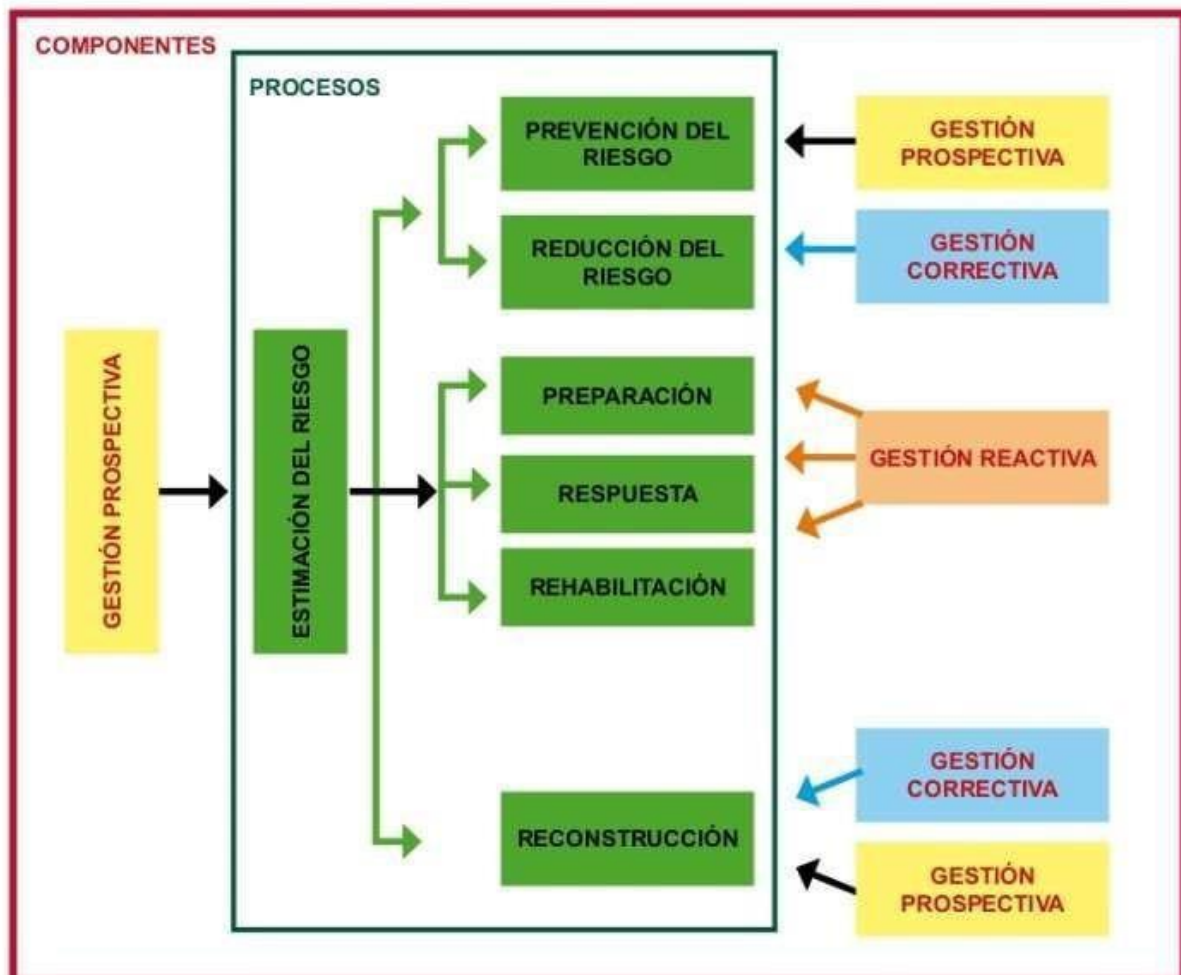 COMPONENTES
PROCESOS
PREVENCIÓN DEL
RIESGO
GESTIÓN
PROSPECTIVA
REDUCCIÓN DEL
RIESGO
GESTIÓN
CORRECTIVA
GESTIÓN PROSPECTIVA
ESTIMACIÓN DEL RIESGO
PREPARACIÓN
RESPUESTA
REHABILITACIÓN
GESTIÓN REACTIVA
RECONSTRUCCIÓN
GESTIÓN
CORRECTIVA
GESTIÓN
PROSPECTIVA